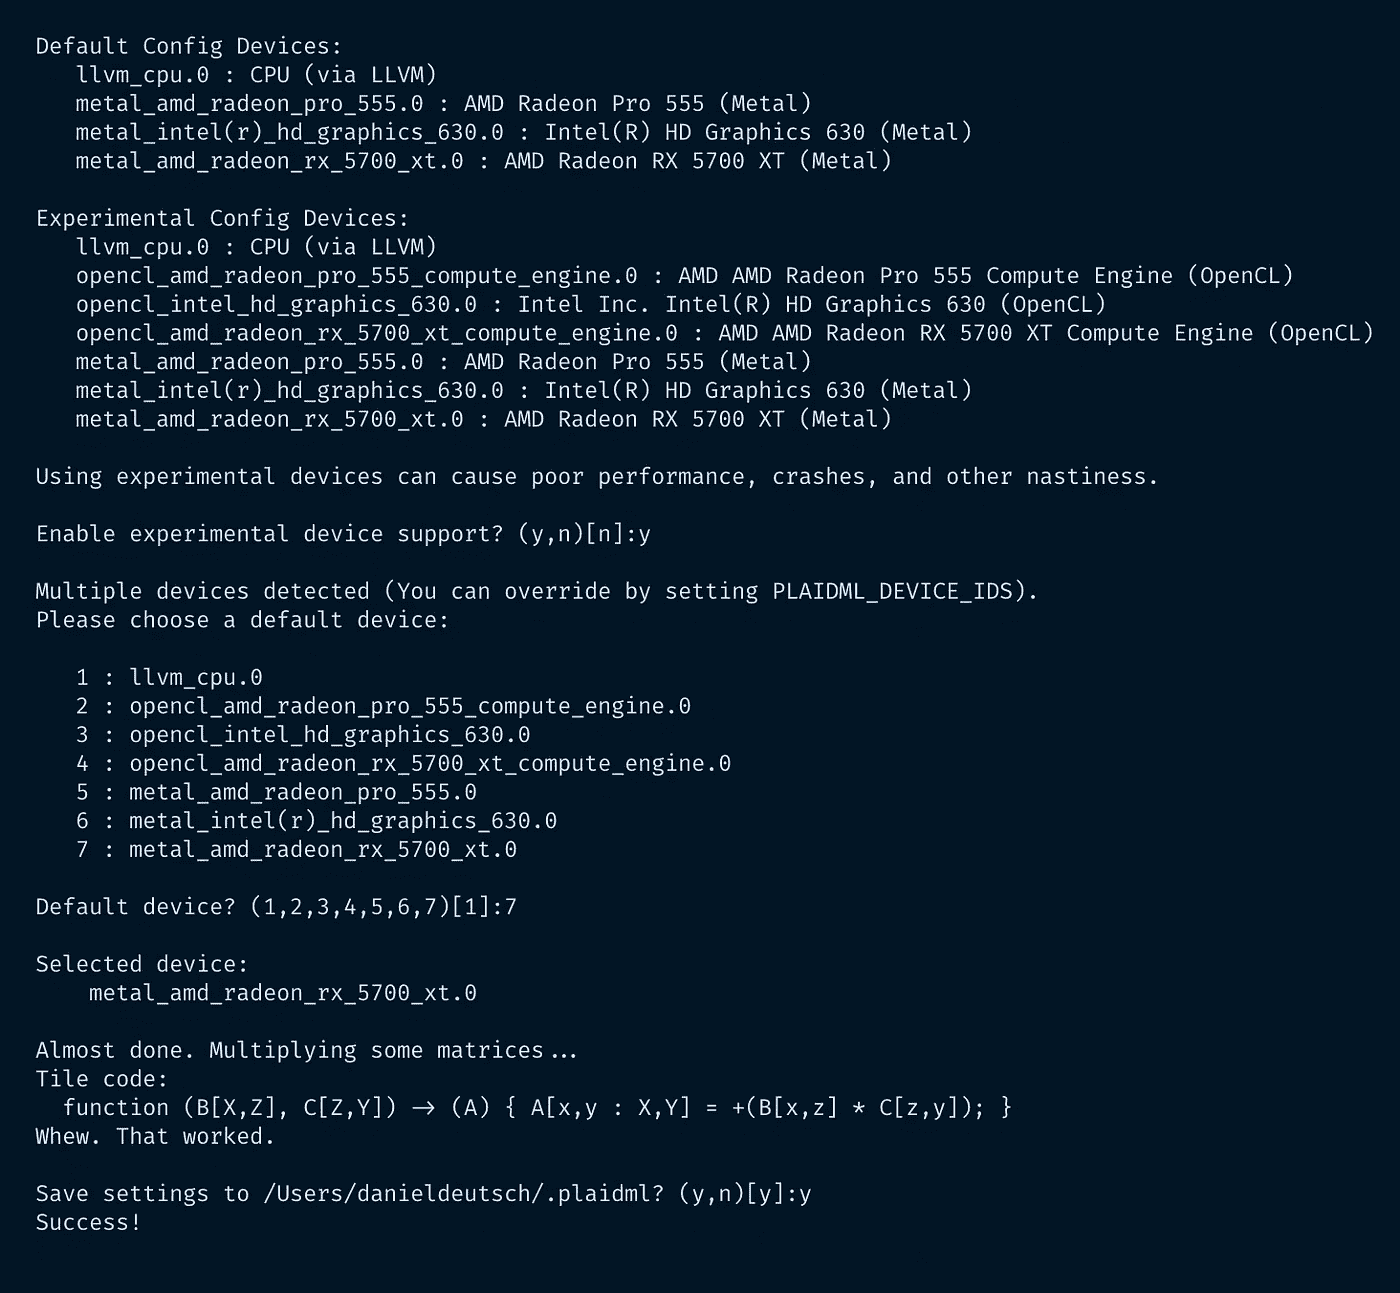 Default Config Devices:
   llvm_cpu.0 : CPU (via LLVM)
   metal_amd_radeon_pro_555.0 : AMD Radeon Pro 555 (Metal)
   metal_intel(r)_hd_graphics_630.0 : Intel(R) HD Graphics 630 (Metal)
   metal_amd_radeon_rx_5700_xt.0 : AMD Radeon RX 5700 XT (Metal)

Experimental Config Devices:
   llvm_cpu.0 : CPU (via LLVM)
   opencl_amd_radeon_pro_555_compute_engine.0 : AMD AMD Radeon Pro 555 Compute Engine (OpenCL)
   opencl_intel_hd_graphics_630.0 : Intel Inc. Intel(R) HD Graphics 630 (OpenCL)
   opencl_amd_radeon_rx_5700_xt_compute_engine.0 : AMD AMD Radeon RX 5700 XT Compute Engine (OpenCL)
   metal_amd_radeon_pro_555.0 : AMD Radeon Pro 555 (Metal)
   metal_intel(r)_hd_graphics_630.0 : Intel(R) HD Graphics 630 (Metal)
   metal_amd_radeon_rx_5700_xt.0 : AMD Radeon RX 5700 XT (Metal)

Using experimental devices can cause poor performance, crashes, and other nastiness.

Enable experimental device support? (y,n)[n]:y

Multiple devices detected (You can override by setting PLAIDML_DEVICE_IDS).
Please choose a default device:

   1 : llvm_cpu.0
   2 : opencl_amd_radeon_pro_555_compute_engine.0
   3 : opencl_intel_hd_graphics_630.0
   4 : opencl_amd_radeon_rx_5700_xt_compute_engine.0
   5 : metal_amd_radeon_pro_555.0
   6 : metal_intel(r)_hd_graphics_630.0
   7 : metal_amd_radeon_rx_5700_xt.0

Default device? (1,2,3,4,5,6,7)[1]:7

Selected device:
    metal_amd_radeon_rx_5700_xt.0

Almost done. Multiplying some matrices...
Tile code:
  function (B[X,Z], C[Z,Y]) -> (A) { A[x,y : X,Y] = +(B[x,z] * C[z,y]); }
Whew. That worked.

Save settings to /Users/danieldeutsch/.plaidml? (y,n)[y]:y
Success!